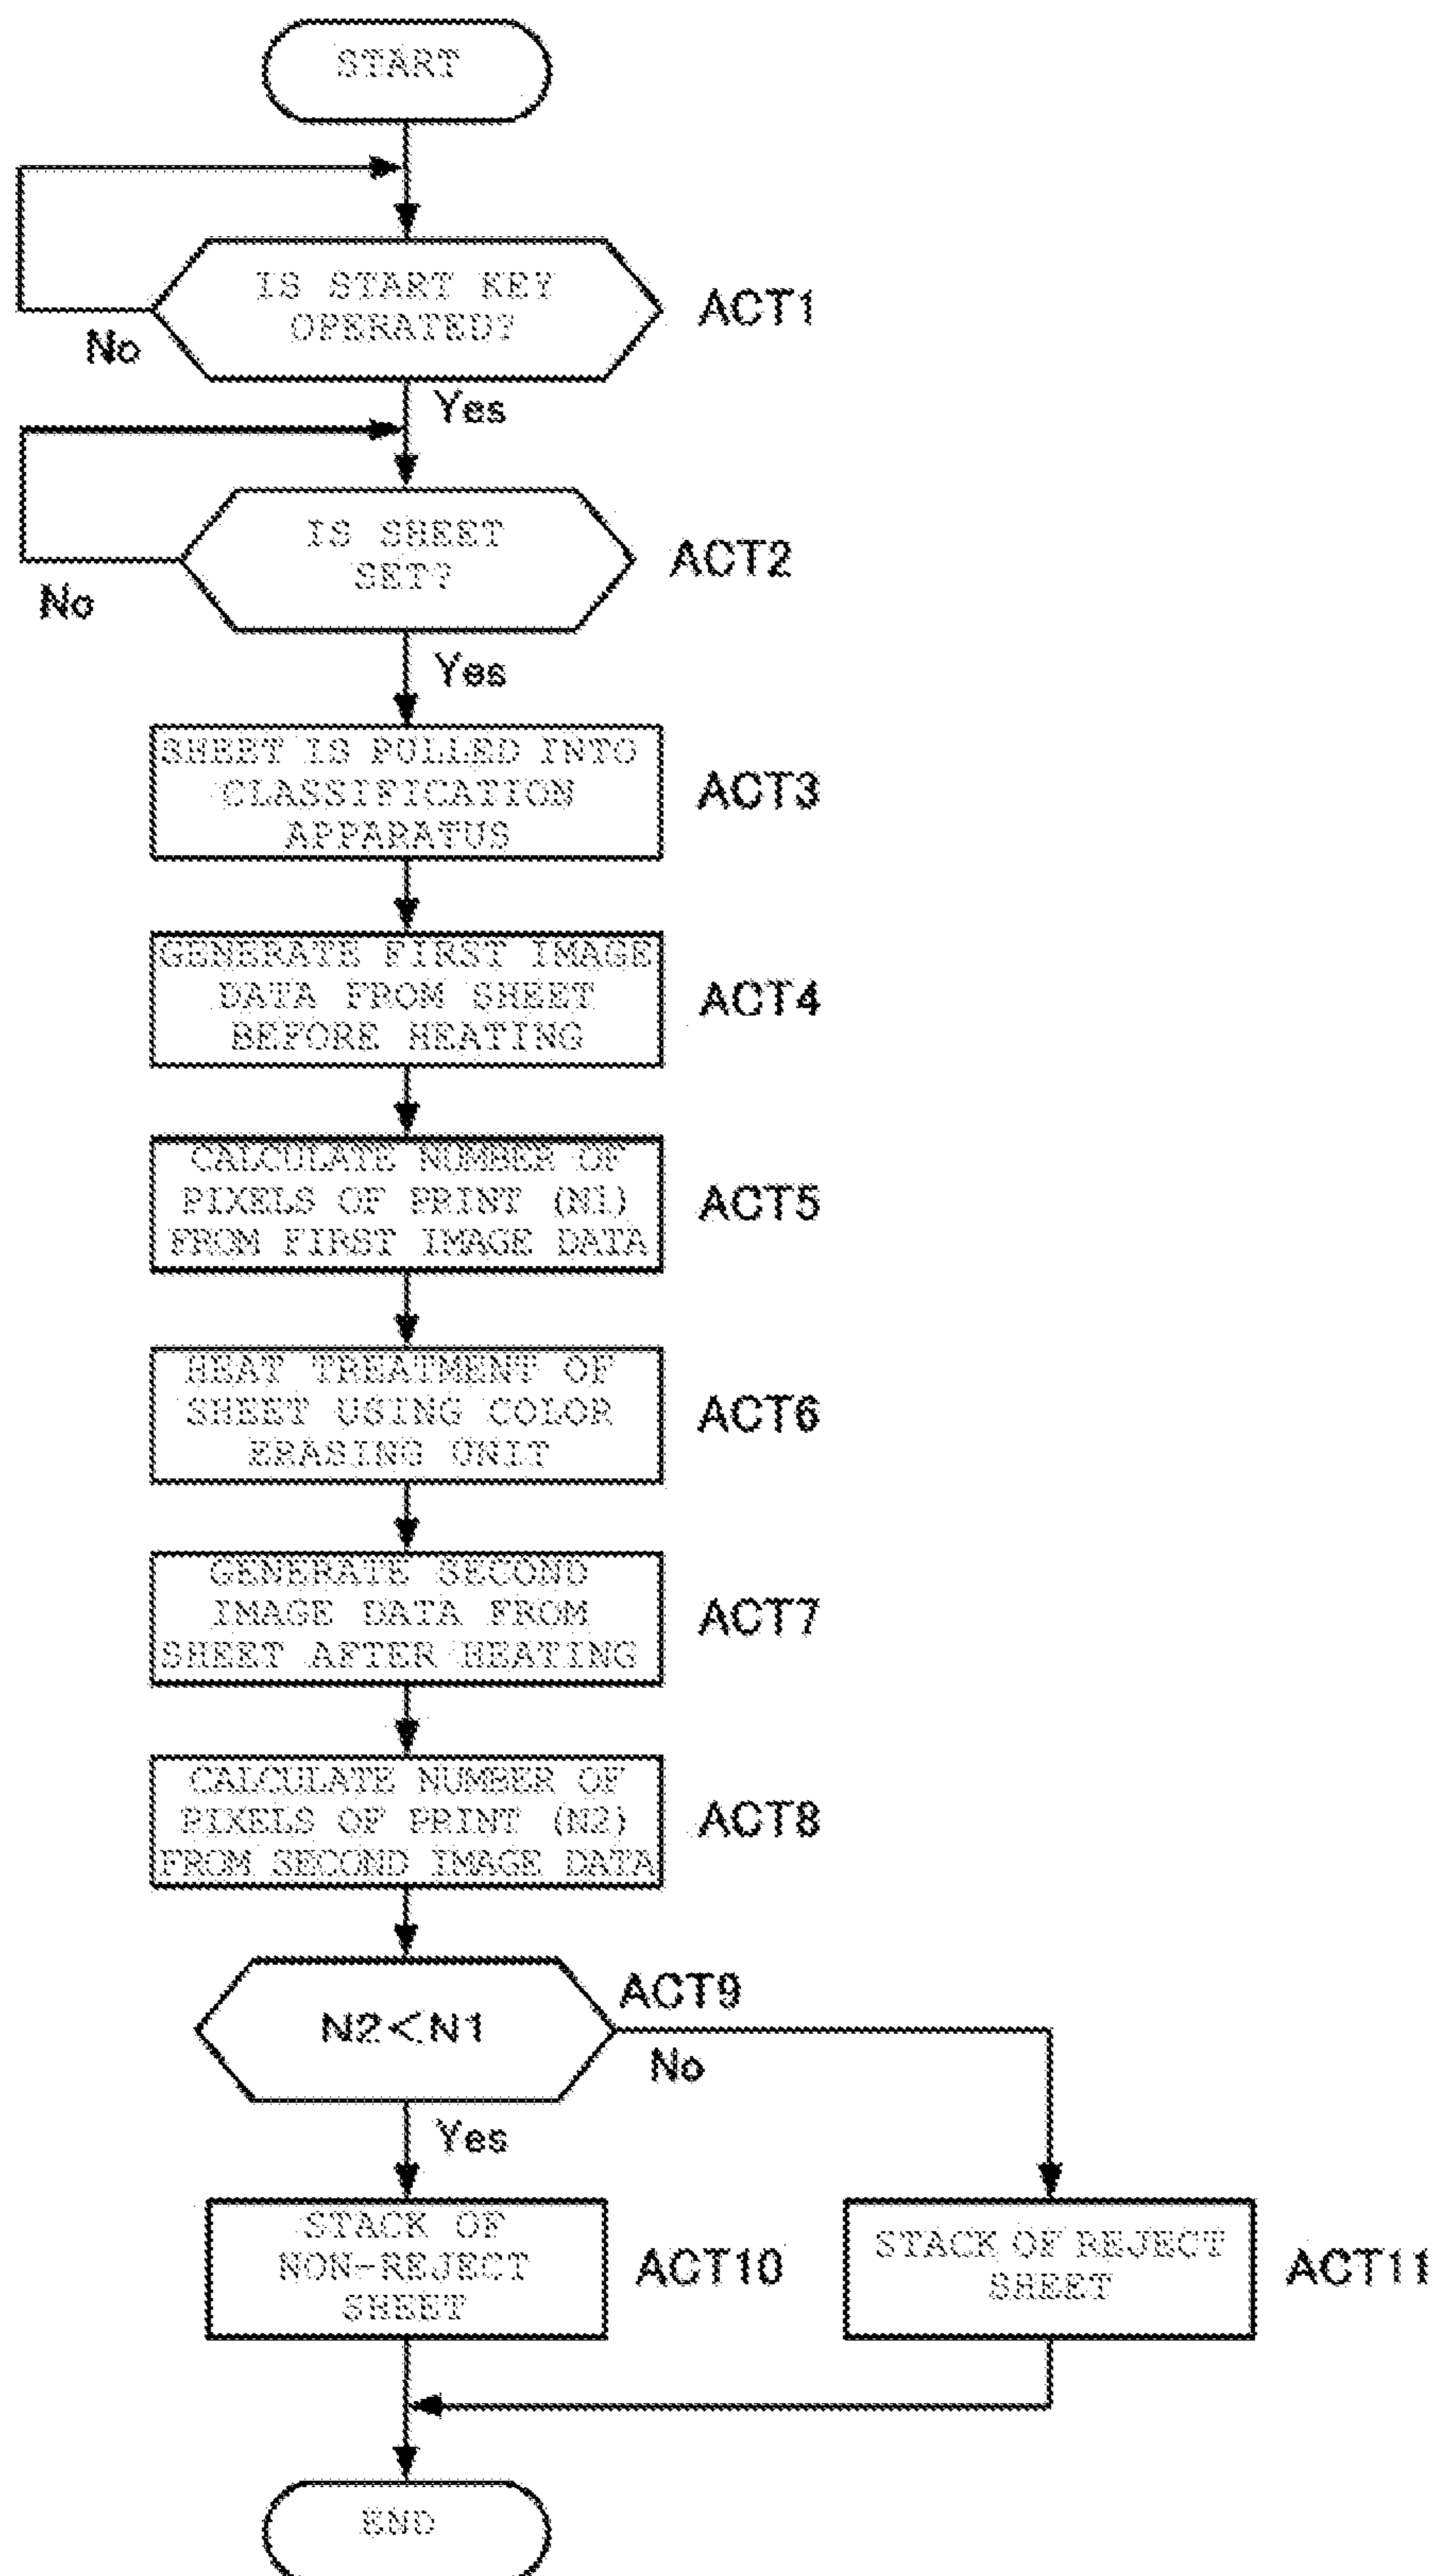 START
IS START KEY
OPERATED?
ACT1
No
Yes
IS SHEET
SET?
ACT2
No
Yes
SHEET IS PULLED INTO
CLASSIFICATION
APPARATUS
ACT3
GENERATE FIRST IMAGE
DATA FROM SHEET
BEFORE HEATING
ACT4
CALCULATE NUMBER OF
PIXELS OF PRINT (N1)
FROM FIRST IMAGE DATA
ACT5
HEAT TREATMENT OF
SHEET USING COLOR
ERASING UNIT
ACT6
GENERATE SECOND
IMAGE DATA FROM
SHEET AFTER HEATING
ACT7
CALCULATE NUMBER OF
PIXELS OF PRINT (N2)
FROM SECOND IMAGE DATA
ACT8
N2<N1
ACT9
No
Yes
STACK OF
NON-REJECT
SHEET
ACT10
STACK OF REJECT
SHEET
ACT11
END